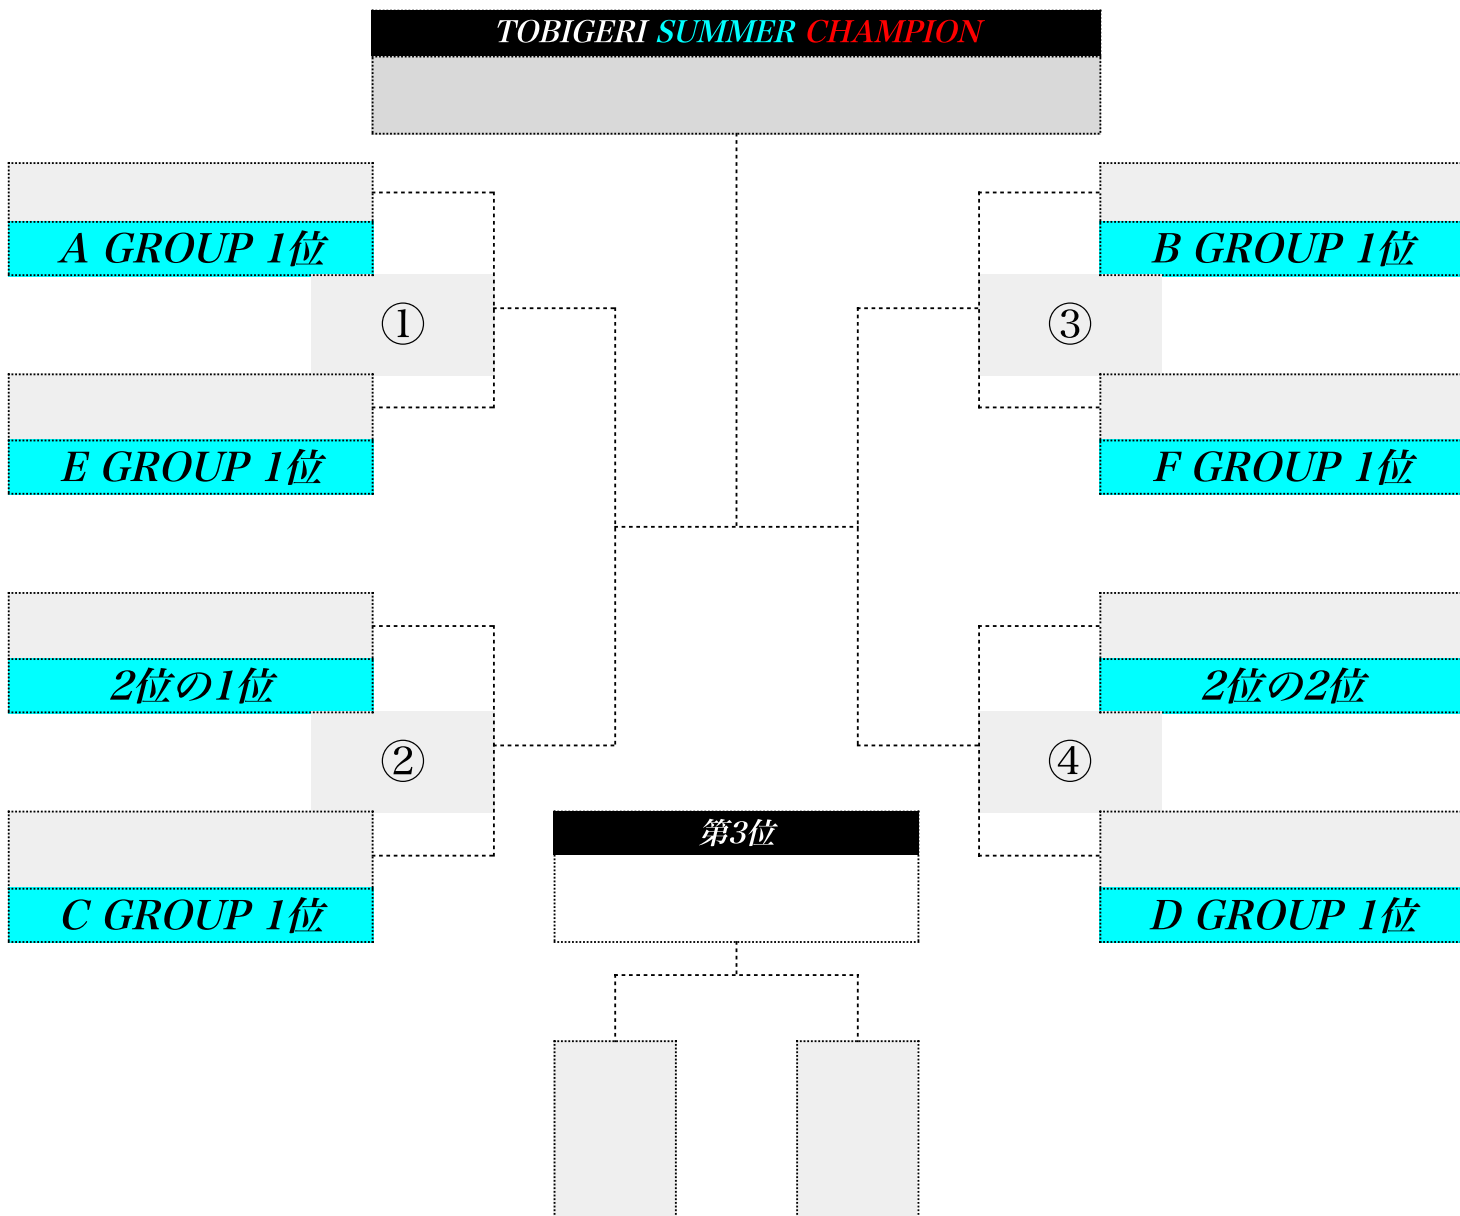 TOBIGERI SUMMER CHAMPION
A GROUP 1位
B GROUP 1位
①
③
E GROUP 1位
F GROUP 1位
2位の1位
2位の2位
②
④
第3位
C GROUP 1位
D GROUP 1位